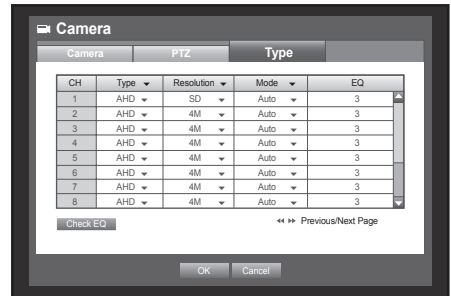 Camera
Camera PTZ Type
CH Type Resolution Mode EQ
1 AHD SD Auto 3
2 AHD 4M Auto 3
3 AHD 4M Auto 3
4 AHD 4M Auto 3
5 AHD 4M Auto 3
6 AHD 4M Auto 3
7 AHD 4M Auto 3
8 AHD 4M Auto 3
Check EQ Previous/Next Page
OK Cancel